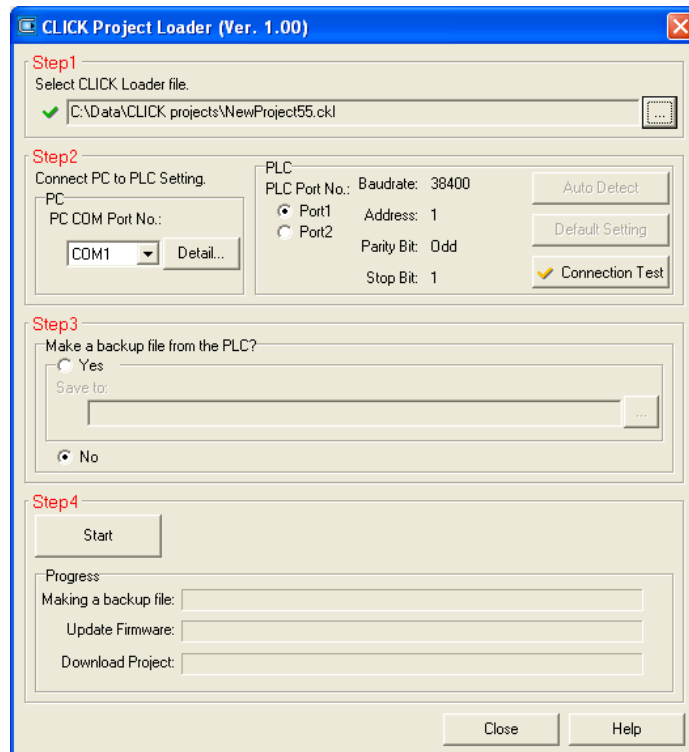 CLICK Project Loader (Ver. 1.00)
Step1
Select CLICK Loader file.
C:\Data\CLICK projects\NewProject55.ckl
...
Step2
Connect PC to PLC Setting.
PC
PC COM Port No.:
COM1
Detail...
PLC
PLC Port No.:
Port1
Port2
Baudrate: 38400
Address: 1
Parity Bit: Odd
Stop Bit: 1
Auto Detect
Default Setting
Connection Test
Step3
Make a backup file from the PLC?
Yes
Save to:
...
No
Step4
Start
Progress
Making a backup file:
Update Firmware:
Download Project:
Close
Help